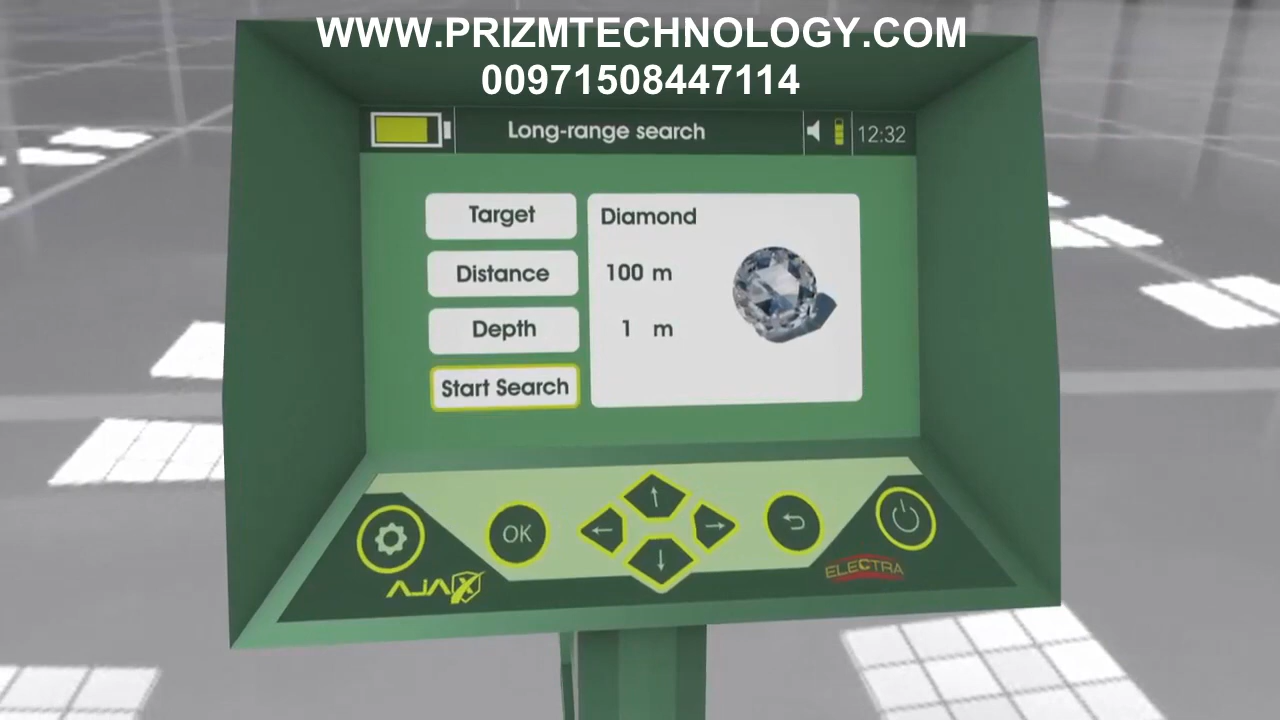 WWW.PRIZMTECHNOLOGY.COM
00971508447114
Long-range search
12:32
Target
Diamond
Distance
100 m
Depth
1 m
Start Search
OK
AJAX
ELECTRA